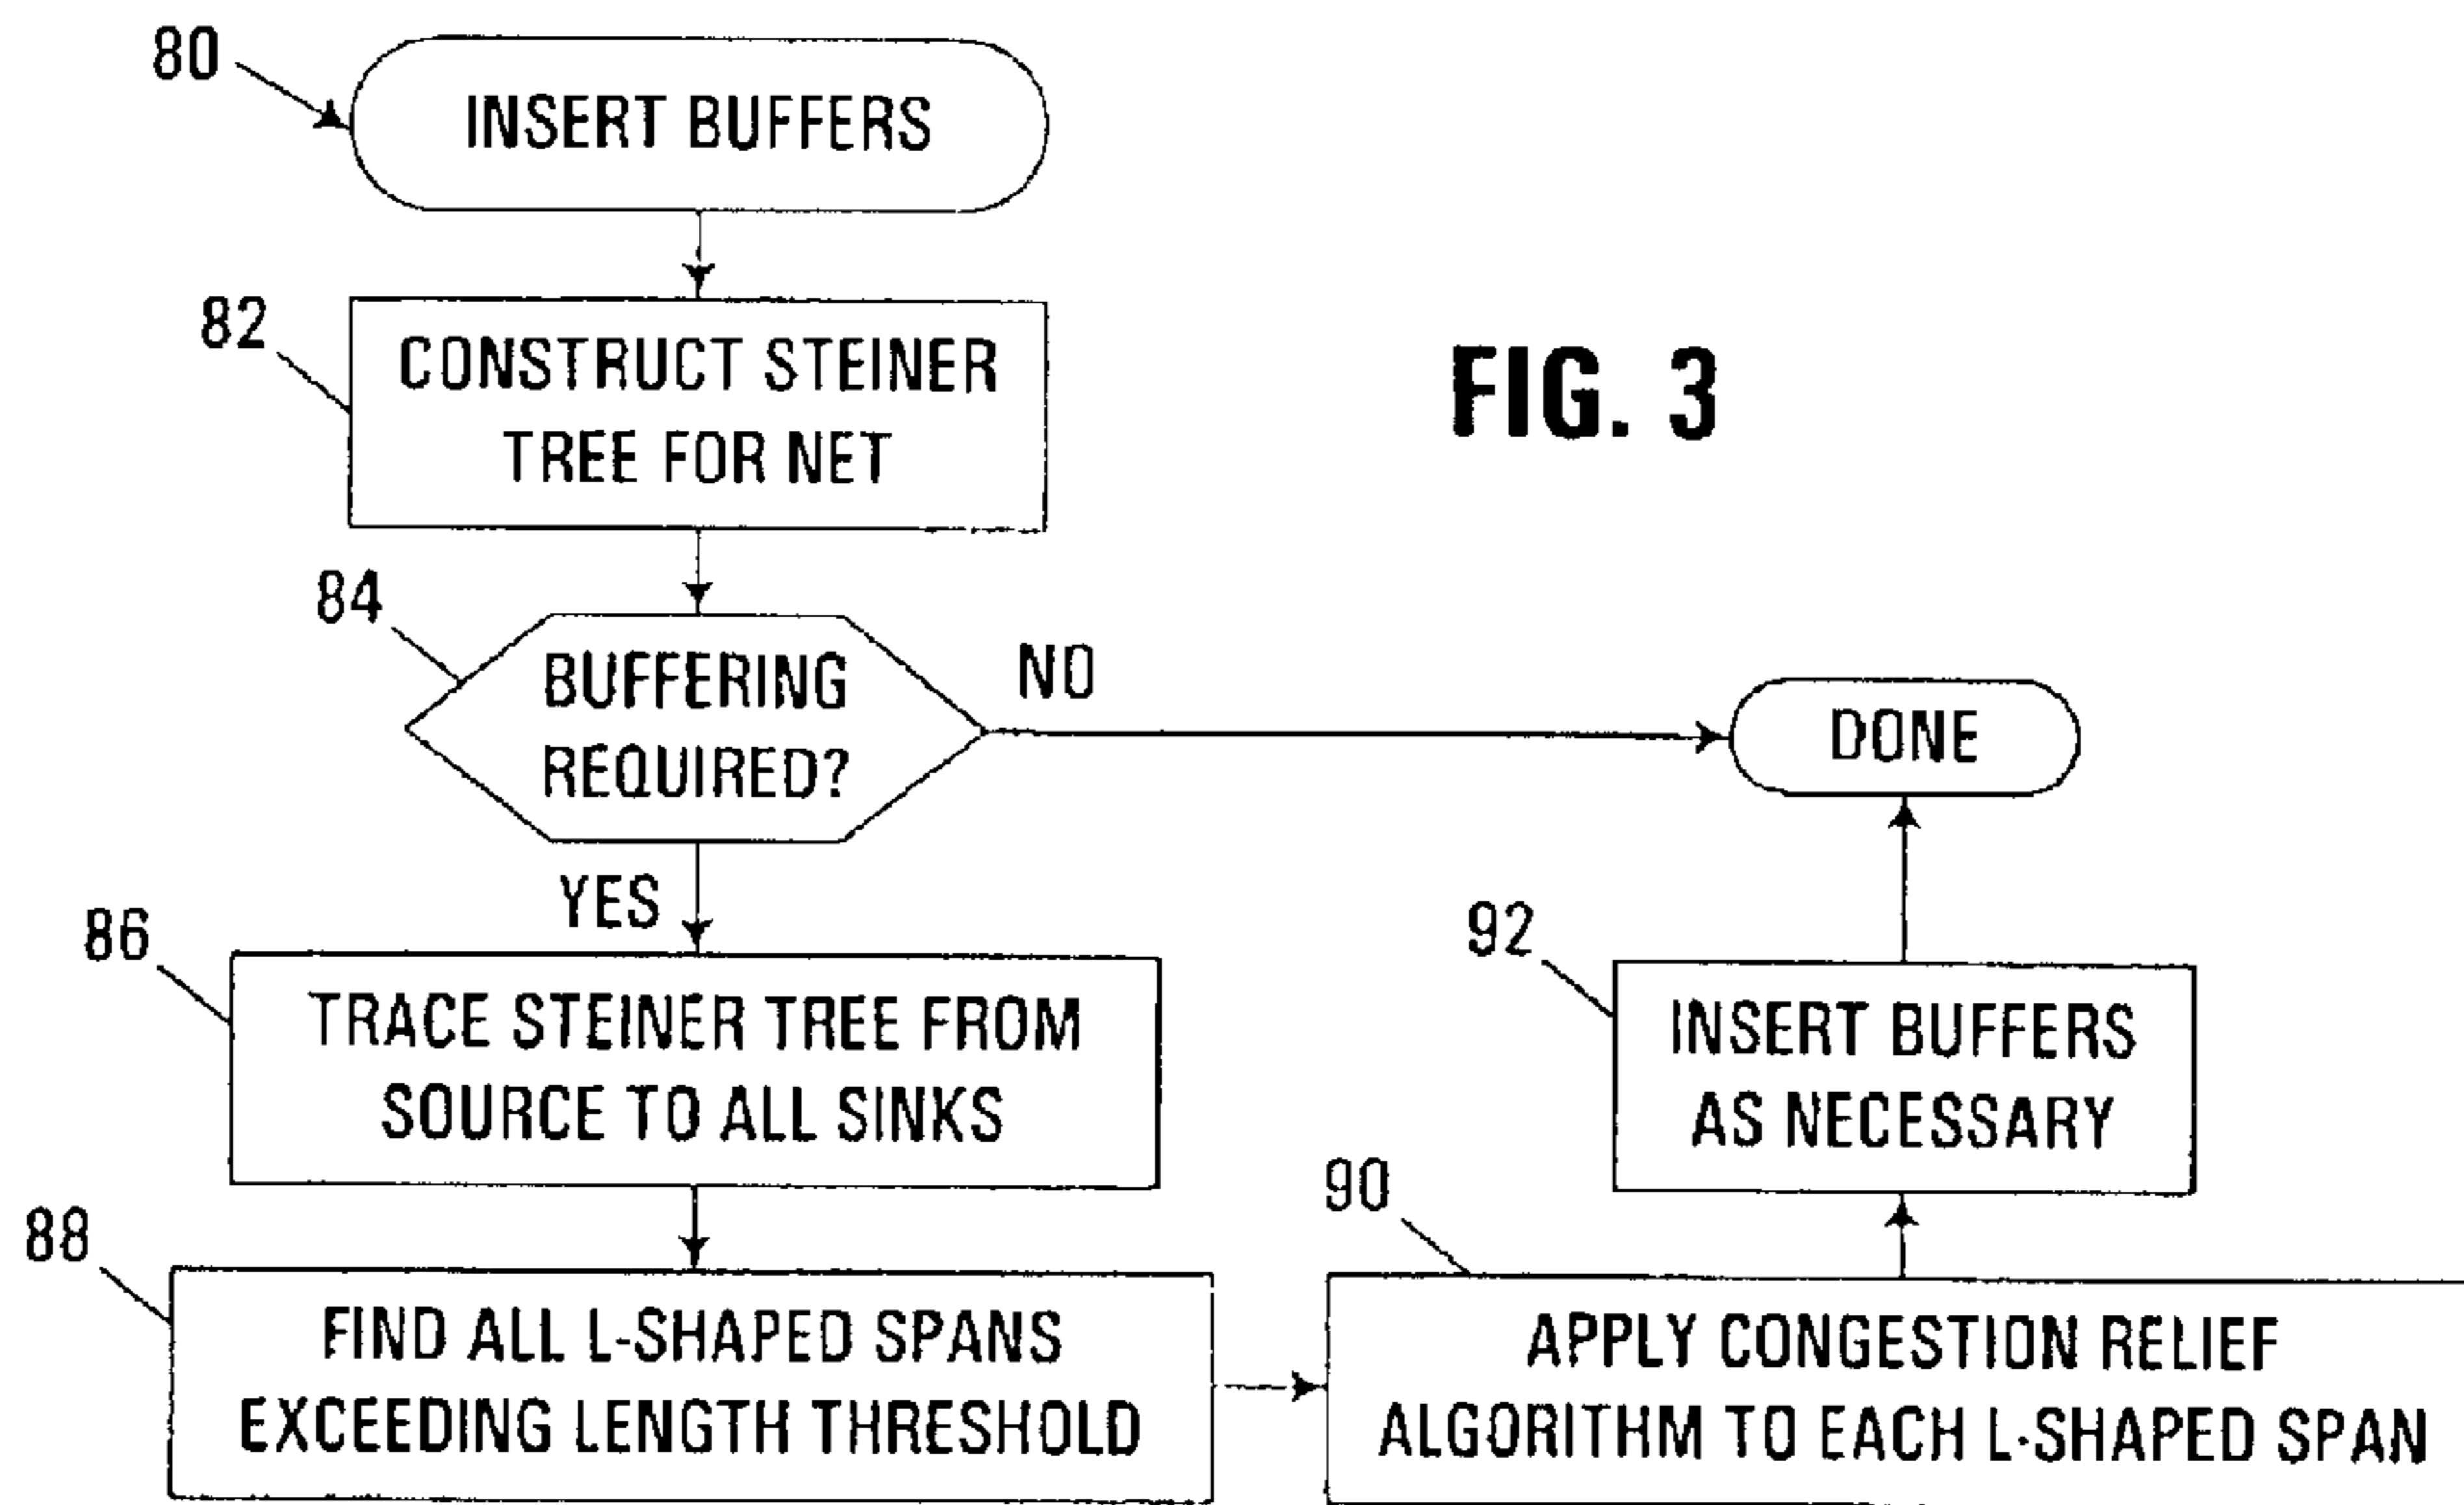 80
INSERT BUFFERS
82
CONSTRUCT STEINER
TREE FOR NET
FIG. 3
84
BUFFERING
REQUIRED?
NO
DONE
YES
86
TRACE STEINER TREE FROM
SOURCE TO ALL SINKS
88
FIND ALL L-SHAPED SPANS
EXCEEDING LENGTH THRESHOLD
90
APPLY CONGESTION RELIEF
ALGORITHM TO EACH L-SHAPED SPAN
92
INSERT BUFFERS
AS NECESSARY